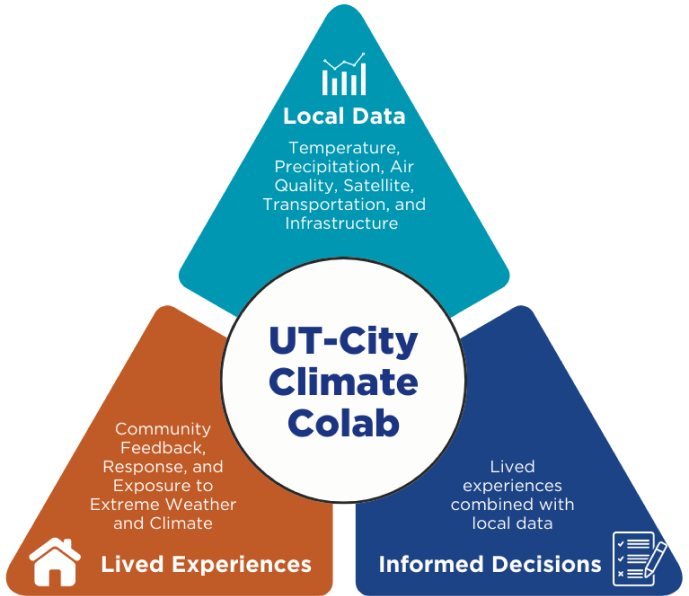 Local Data
Temperature,
Precipitation, Air
Quality, Satellite,
Transportation, and
Infrastructure
UT-City
Climate
Colab
Community
Feedback,
Response, and
Exposure to
Extreme Weather
and Climate
Lived Experiences
Lived
experiences
combined with
local data
Informed Decisions